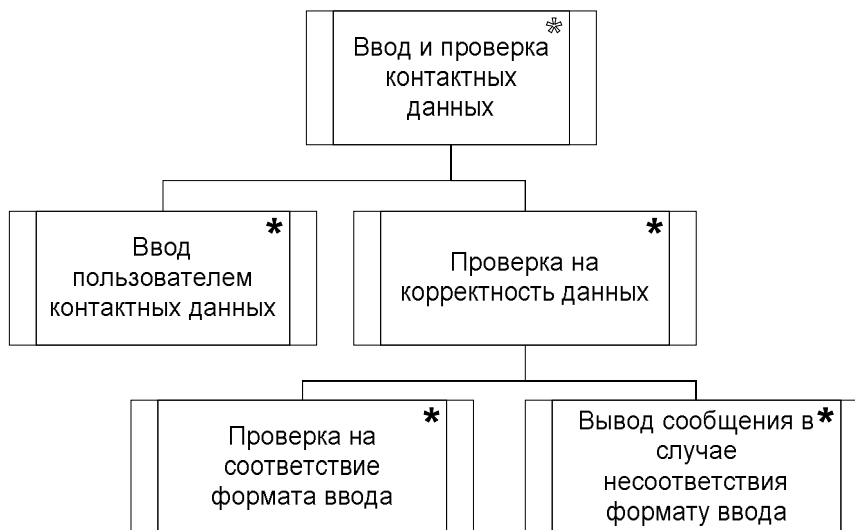 Ввод и проверка*
контактных
данных
*
Ввод
пользователем
контактных данных
*
Проверка на
корректность данных
*
Проверка на
соответствие
формата ввода
Вывод сообщения в*
случае
несоответствия
формату ввода